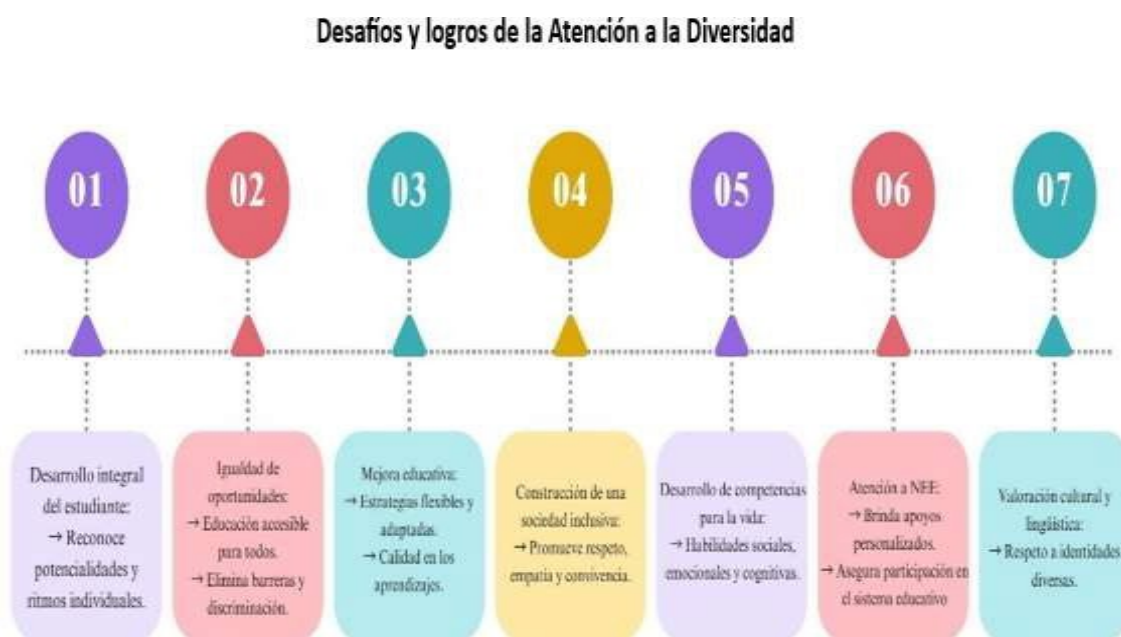 Desafíos y logros de la Atención a la Diversidad
01
02
03
04
05
06
07
Desarrollo integral
del estudiante:
→ Reconoce
potencialidades y
ritmos individuales.
Igualdad de
oportunidades:
→ Educación accesible
para todos.
→ Elimina barreras y
discriminación.
Mejora educativa:
→ Estrategias flexibles y
adaptadas.
→ Calidad en los
aprendizajes.
Construcción de una
sociedad inclusiva:
→ Promueve respeto,
empatía y convivencia.
Desarrollo de competencias
para la vida:
→ Habilidades sociales,
emocionales y cognitivas.
Atención a NEE:
→ Brinda apoyos
personalizados.
→ Asegura participación en
el sistema educativo
Valoración cultural y
lingüística:
→ Respeto a identidades
diversas.